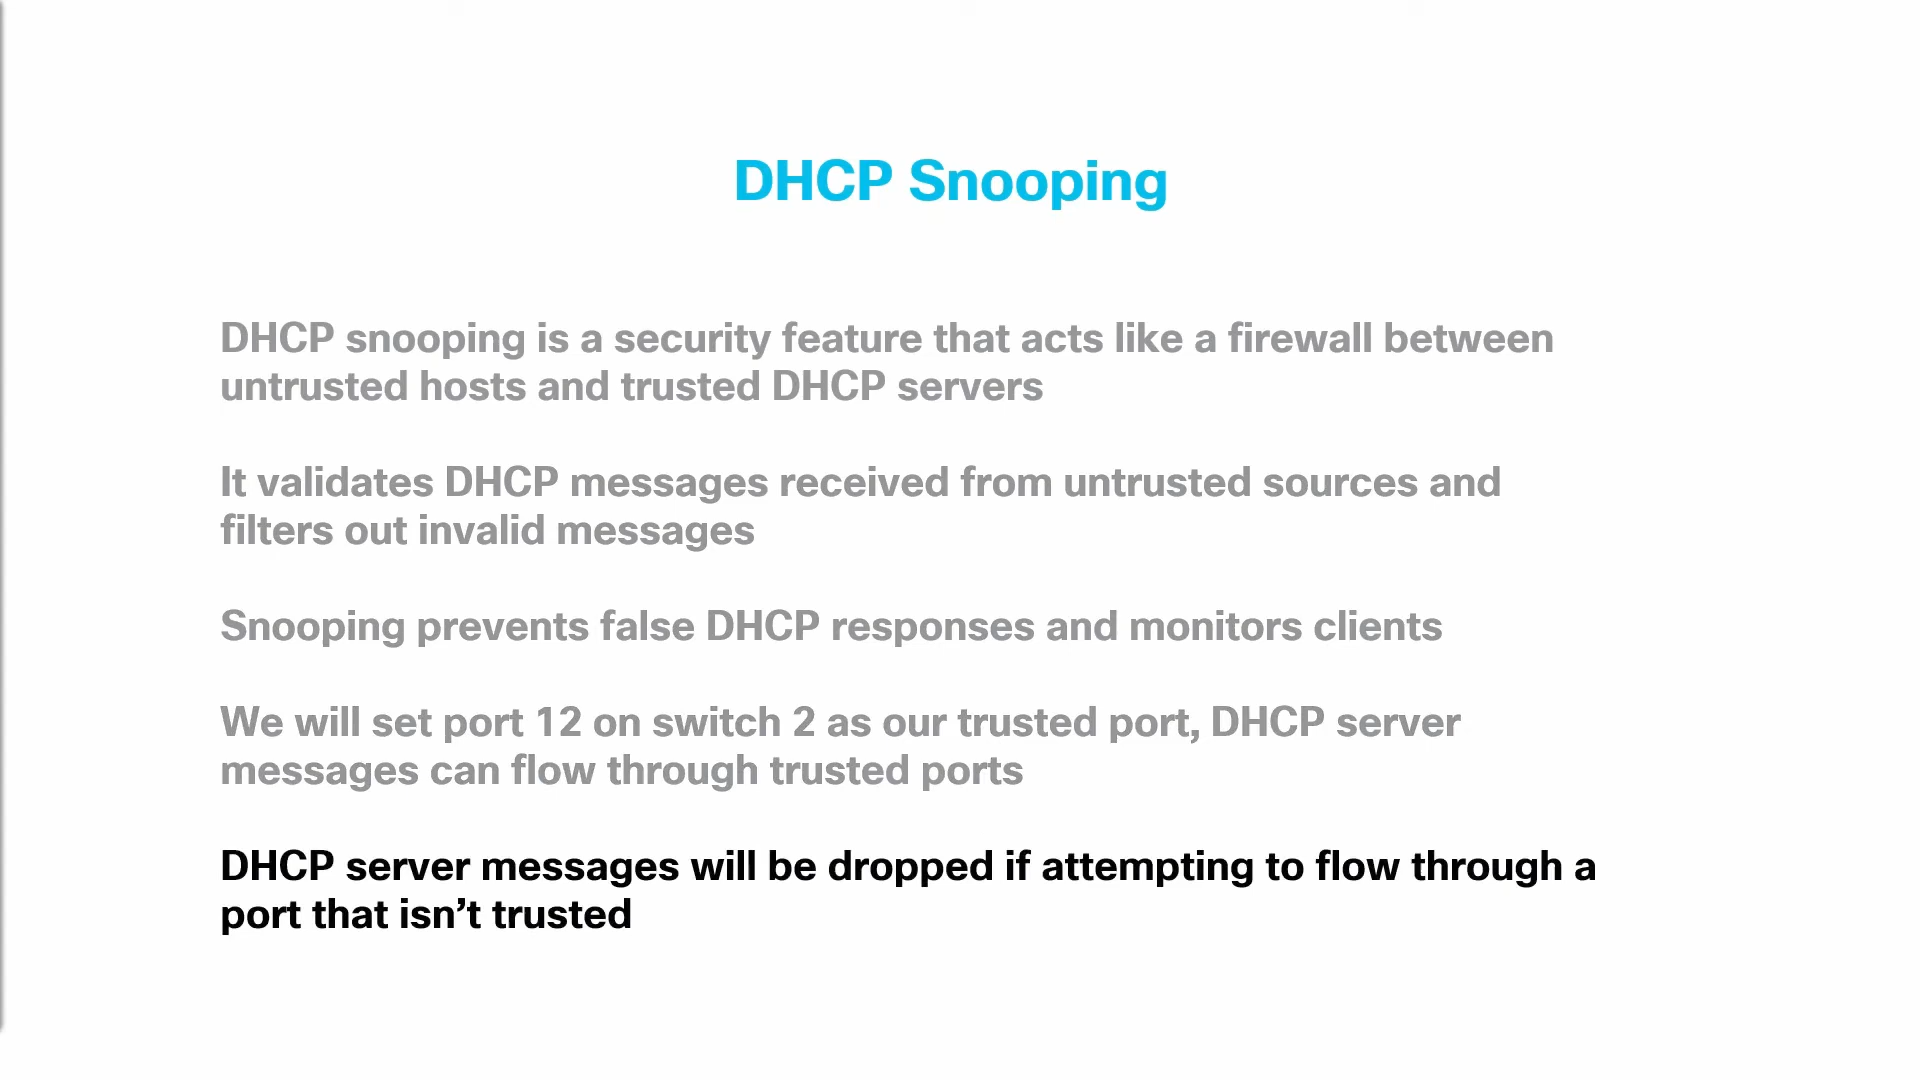 DHCP Snooping
DHCP snooping is a security feature that acts like a firewall between
untrusted hosts and trusted DHCP servers
It validates DHCP messages received from untrusted sources and
filters out invalid messages
Snooping prevents false DHCP responses and monitors clients
We will set port 12 on switch 2 as our trusted port, DHCP server
messages can flow through trusted ports
DHCP server messages will be dropped if attempting to flow through a
port that isn’t trusted